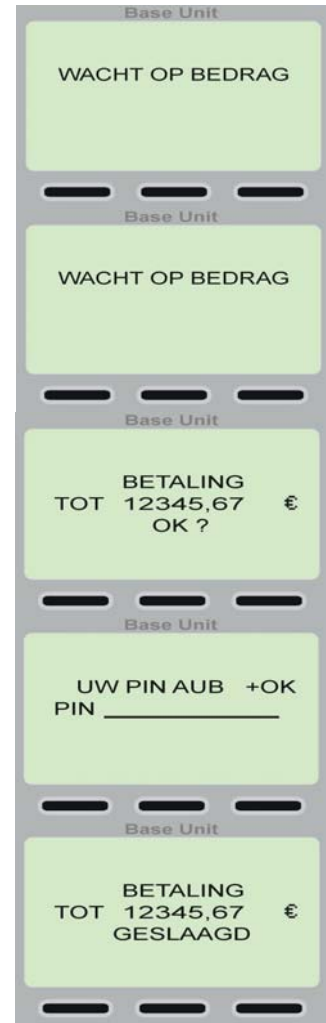 Base Unit
WACHT OP BEDRAG
Base Unit
WACHT OP BEDRAG
Base Unit
BETALING
TOT 12345,67 €
OK ?
Base Unit
UW PIN AUB +OK
PIN _______________
Base Unit
BETALING
TOT 12345,67 €
GESLAAGD